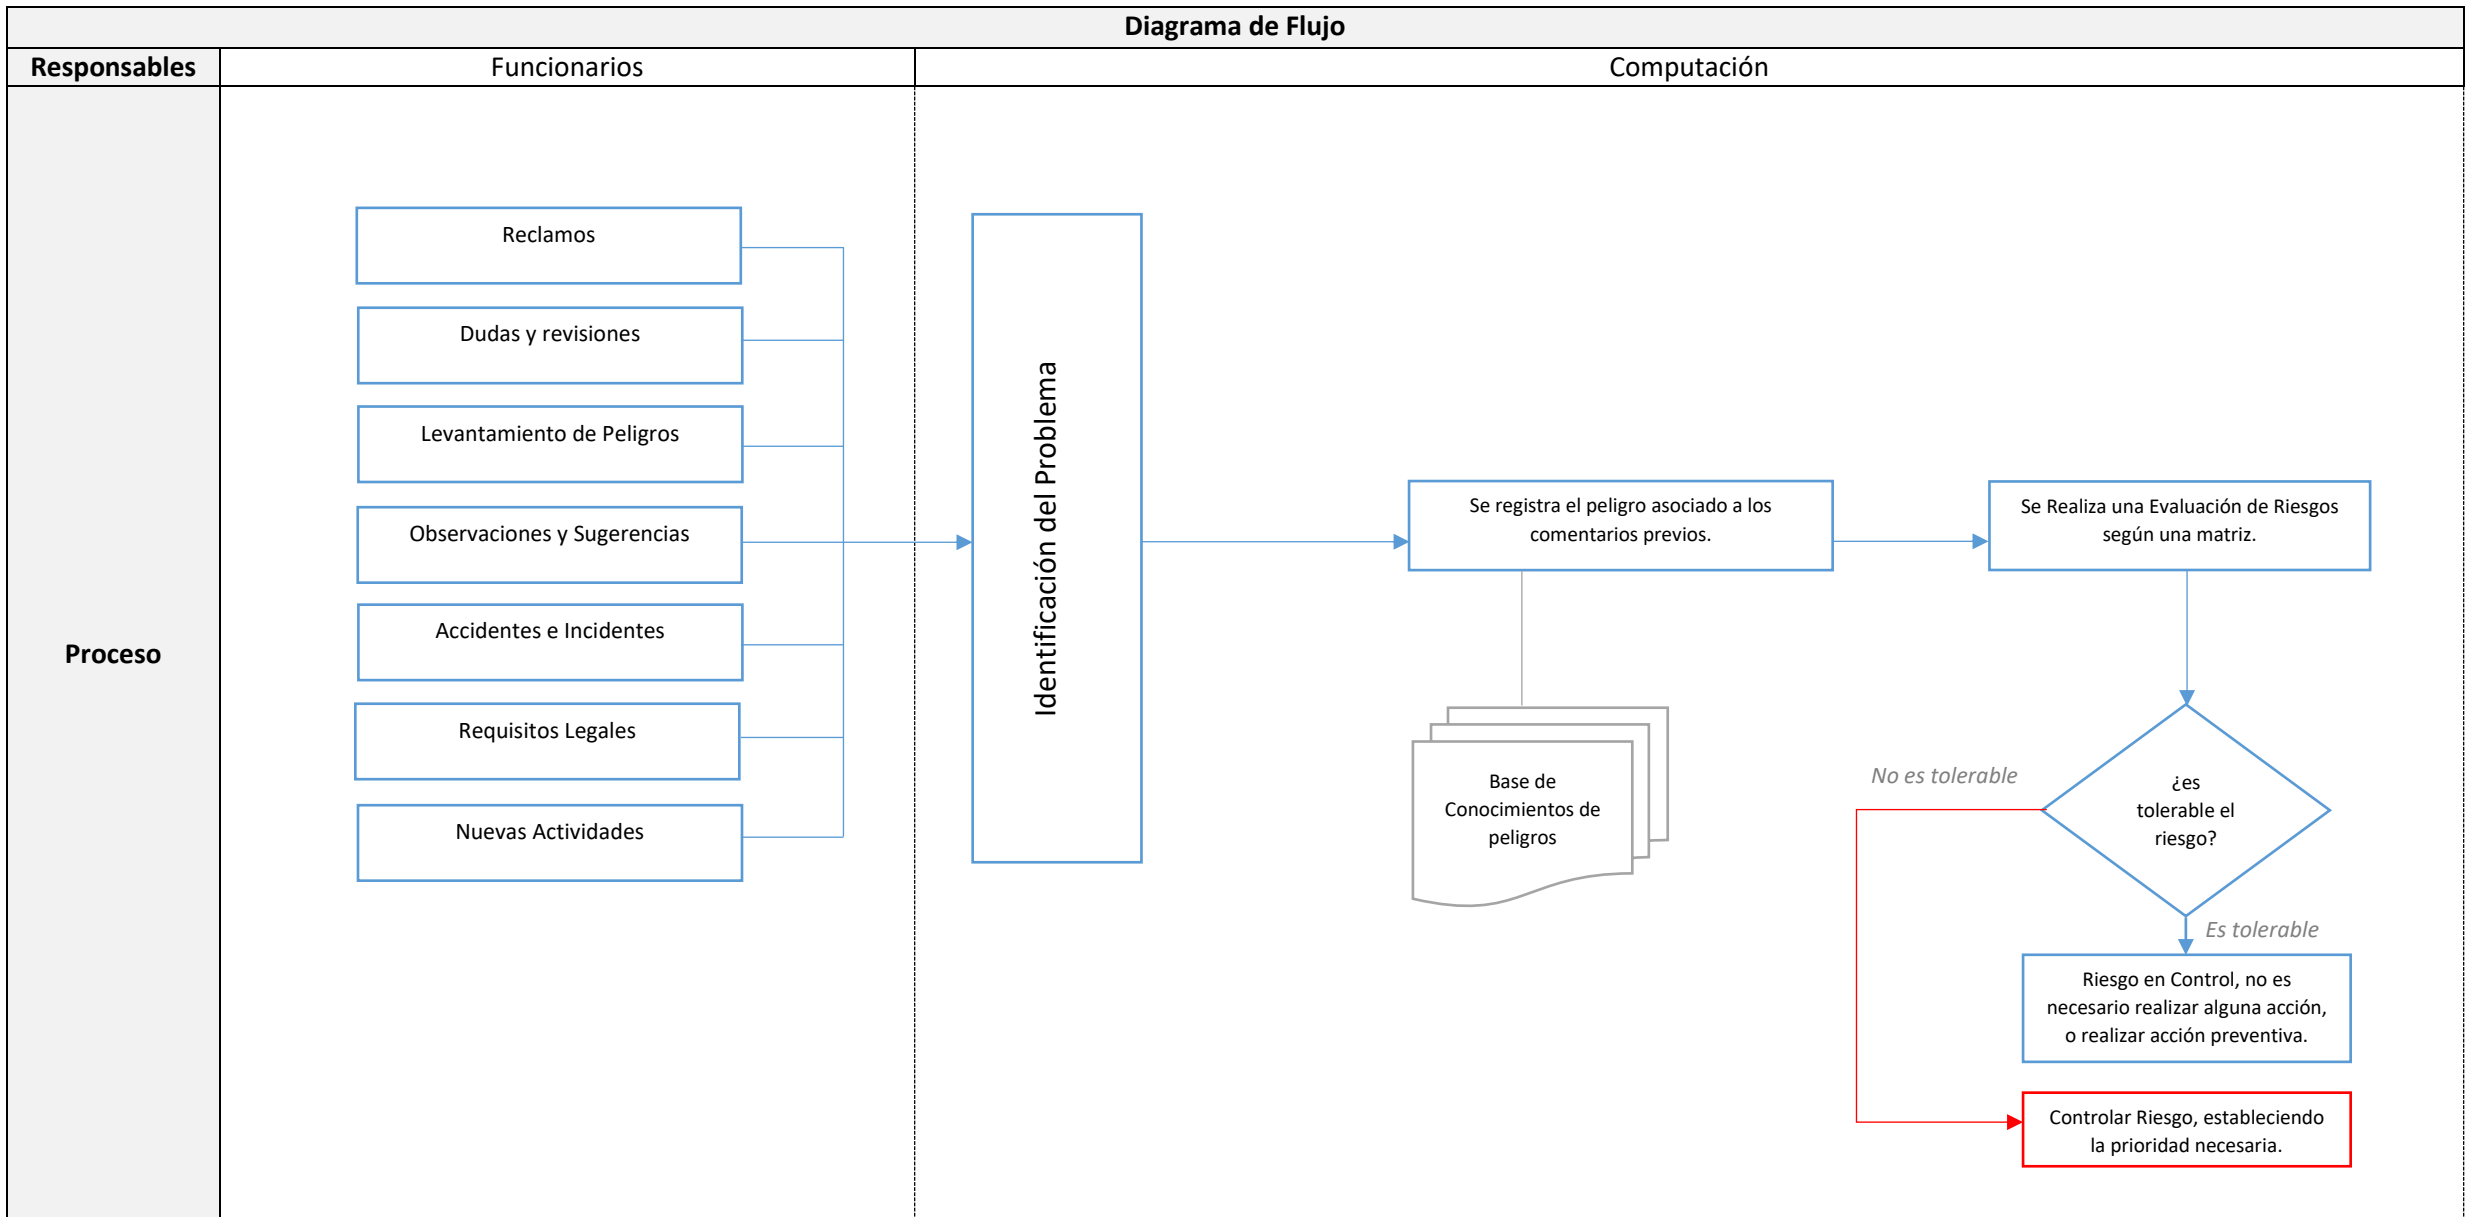 Diagrama de Flujo
Responsables
Funcionarios
Computación
Proceso
Reclamos
Dudas y revisiones
Levantamiento de Peligros
Observaciones y Sugerencias
Accidentes e Incidentes
Requisitos Legales
Nuevas Actividades
Identificación del Problema
Se registra el peligro asociado a los
comentarios previos.
Base de
Conocimientos de
peligros
Se Realiza una Evaluación de Riesgos
según una matriz.
¿es
tolerable el
riesgo?
No es tolerable
Es tolerable
Riesgo en Control, no es
necesario realizar alguna acción,
o realizar acción preventiva.
Controlar Riesgo, estableciendo
la prioridad necesaria.